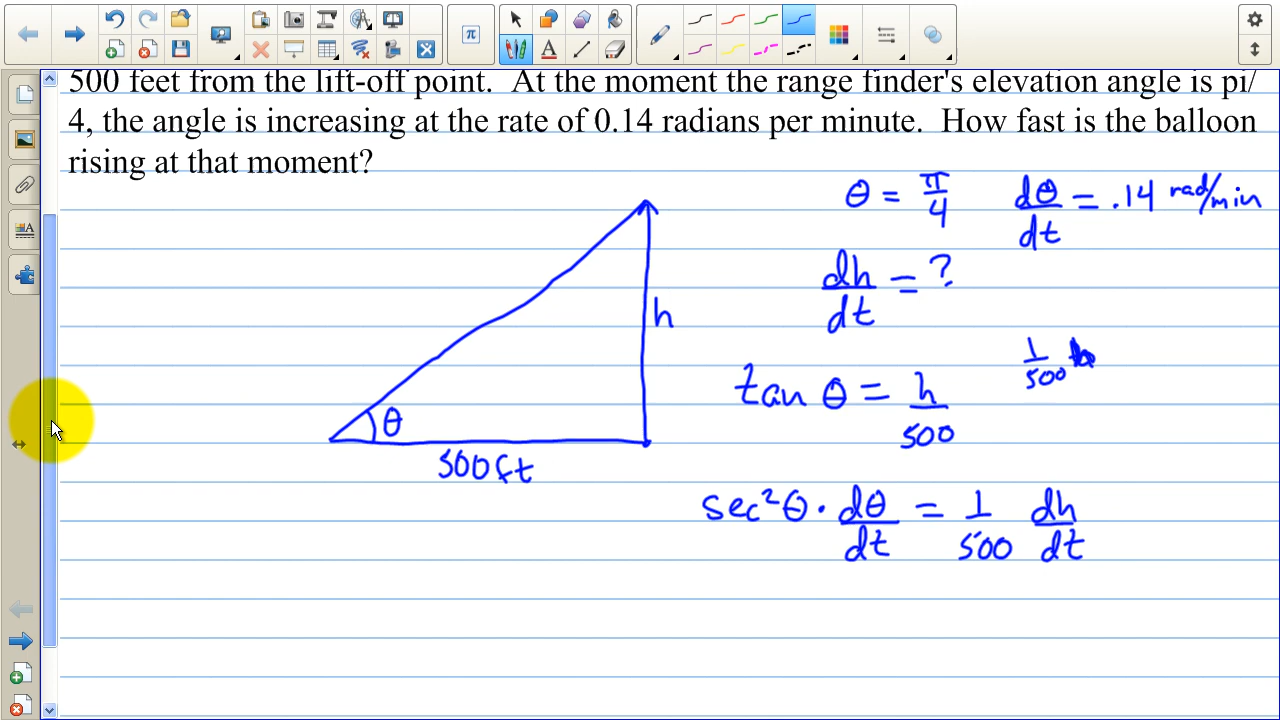 500 feet from the lift-off point. At the moment the range finder's elevation angle is pi/
4, the angle is increasing at the rate of 0.14 radians per minute. How fast is the balloon
rising at that moment?
θ = π/4 dθ/dt = .14 rad/min
dh/dt = ?
h
1/500 h
tan θ = h/500
θ
500 ft
sec²θ · dθ/dt = 1/500 dh/dt